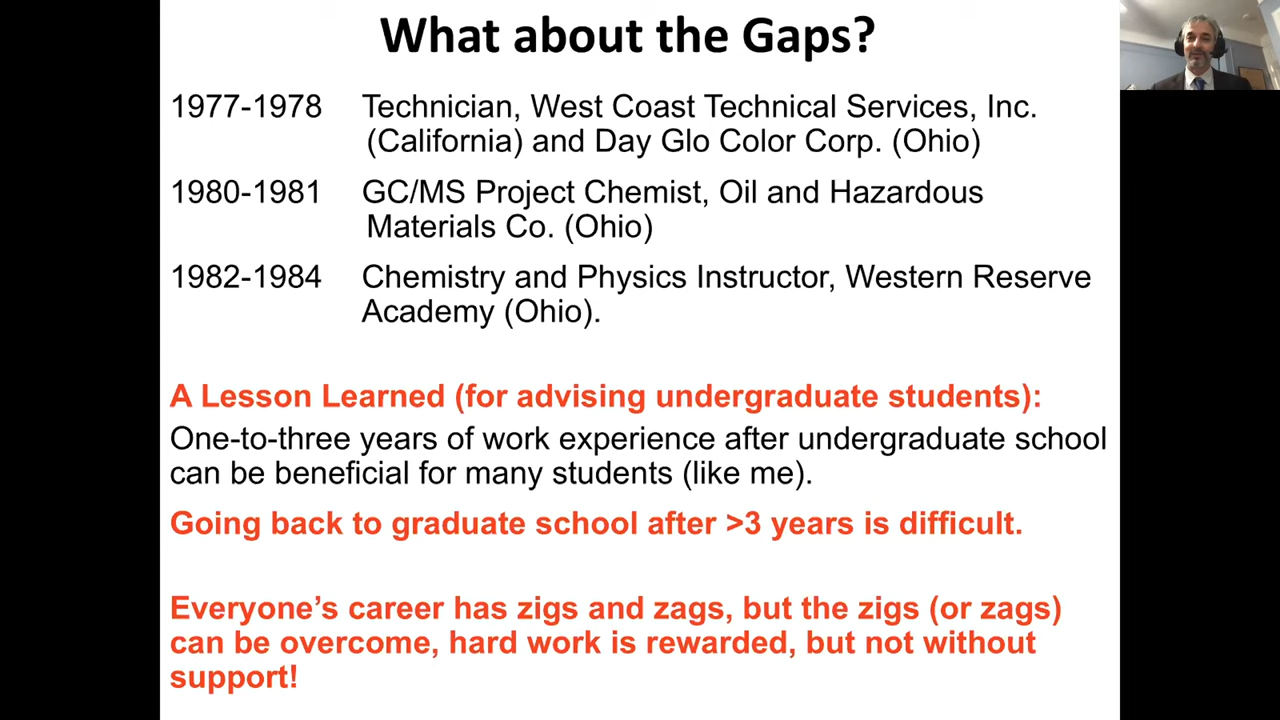 What about the Gaps?
1977-1978 Technician, West Coast Technical Services, Inc.
(California) and Day Glo Color Corp. (Ohio)
1980-1981 GC/MS Project Chemist, Oil and Hazardous
Materials Co. (Ohio)
1982-1984 Chemistry and Physics Instructor, Western Reserve
Academy (Ohio).
A Lesson Learned (for advising undergraduate students):
One-to-three years of work experience after undergraduate school
can be beneficial for many students (like me).
Going back to graduate school after >3 years is difficult.
Everyone’s career has zigs and zags, but the zigs (or zags)
can be overcome, hard work is rewarded, but not without
support!